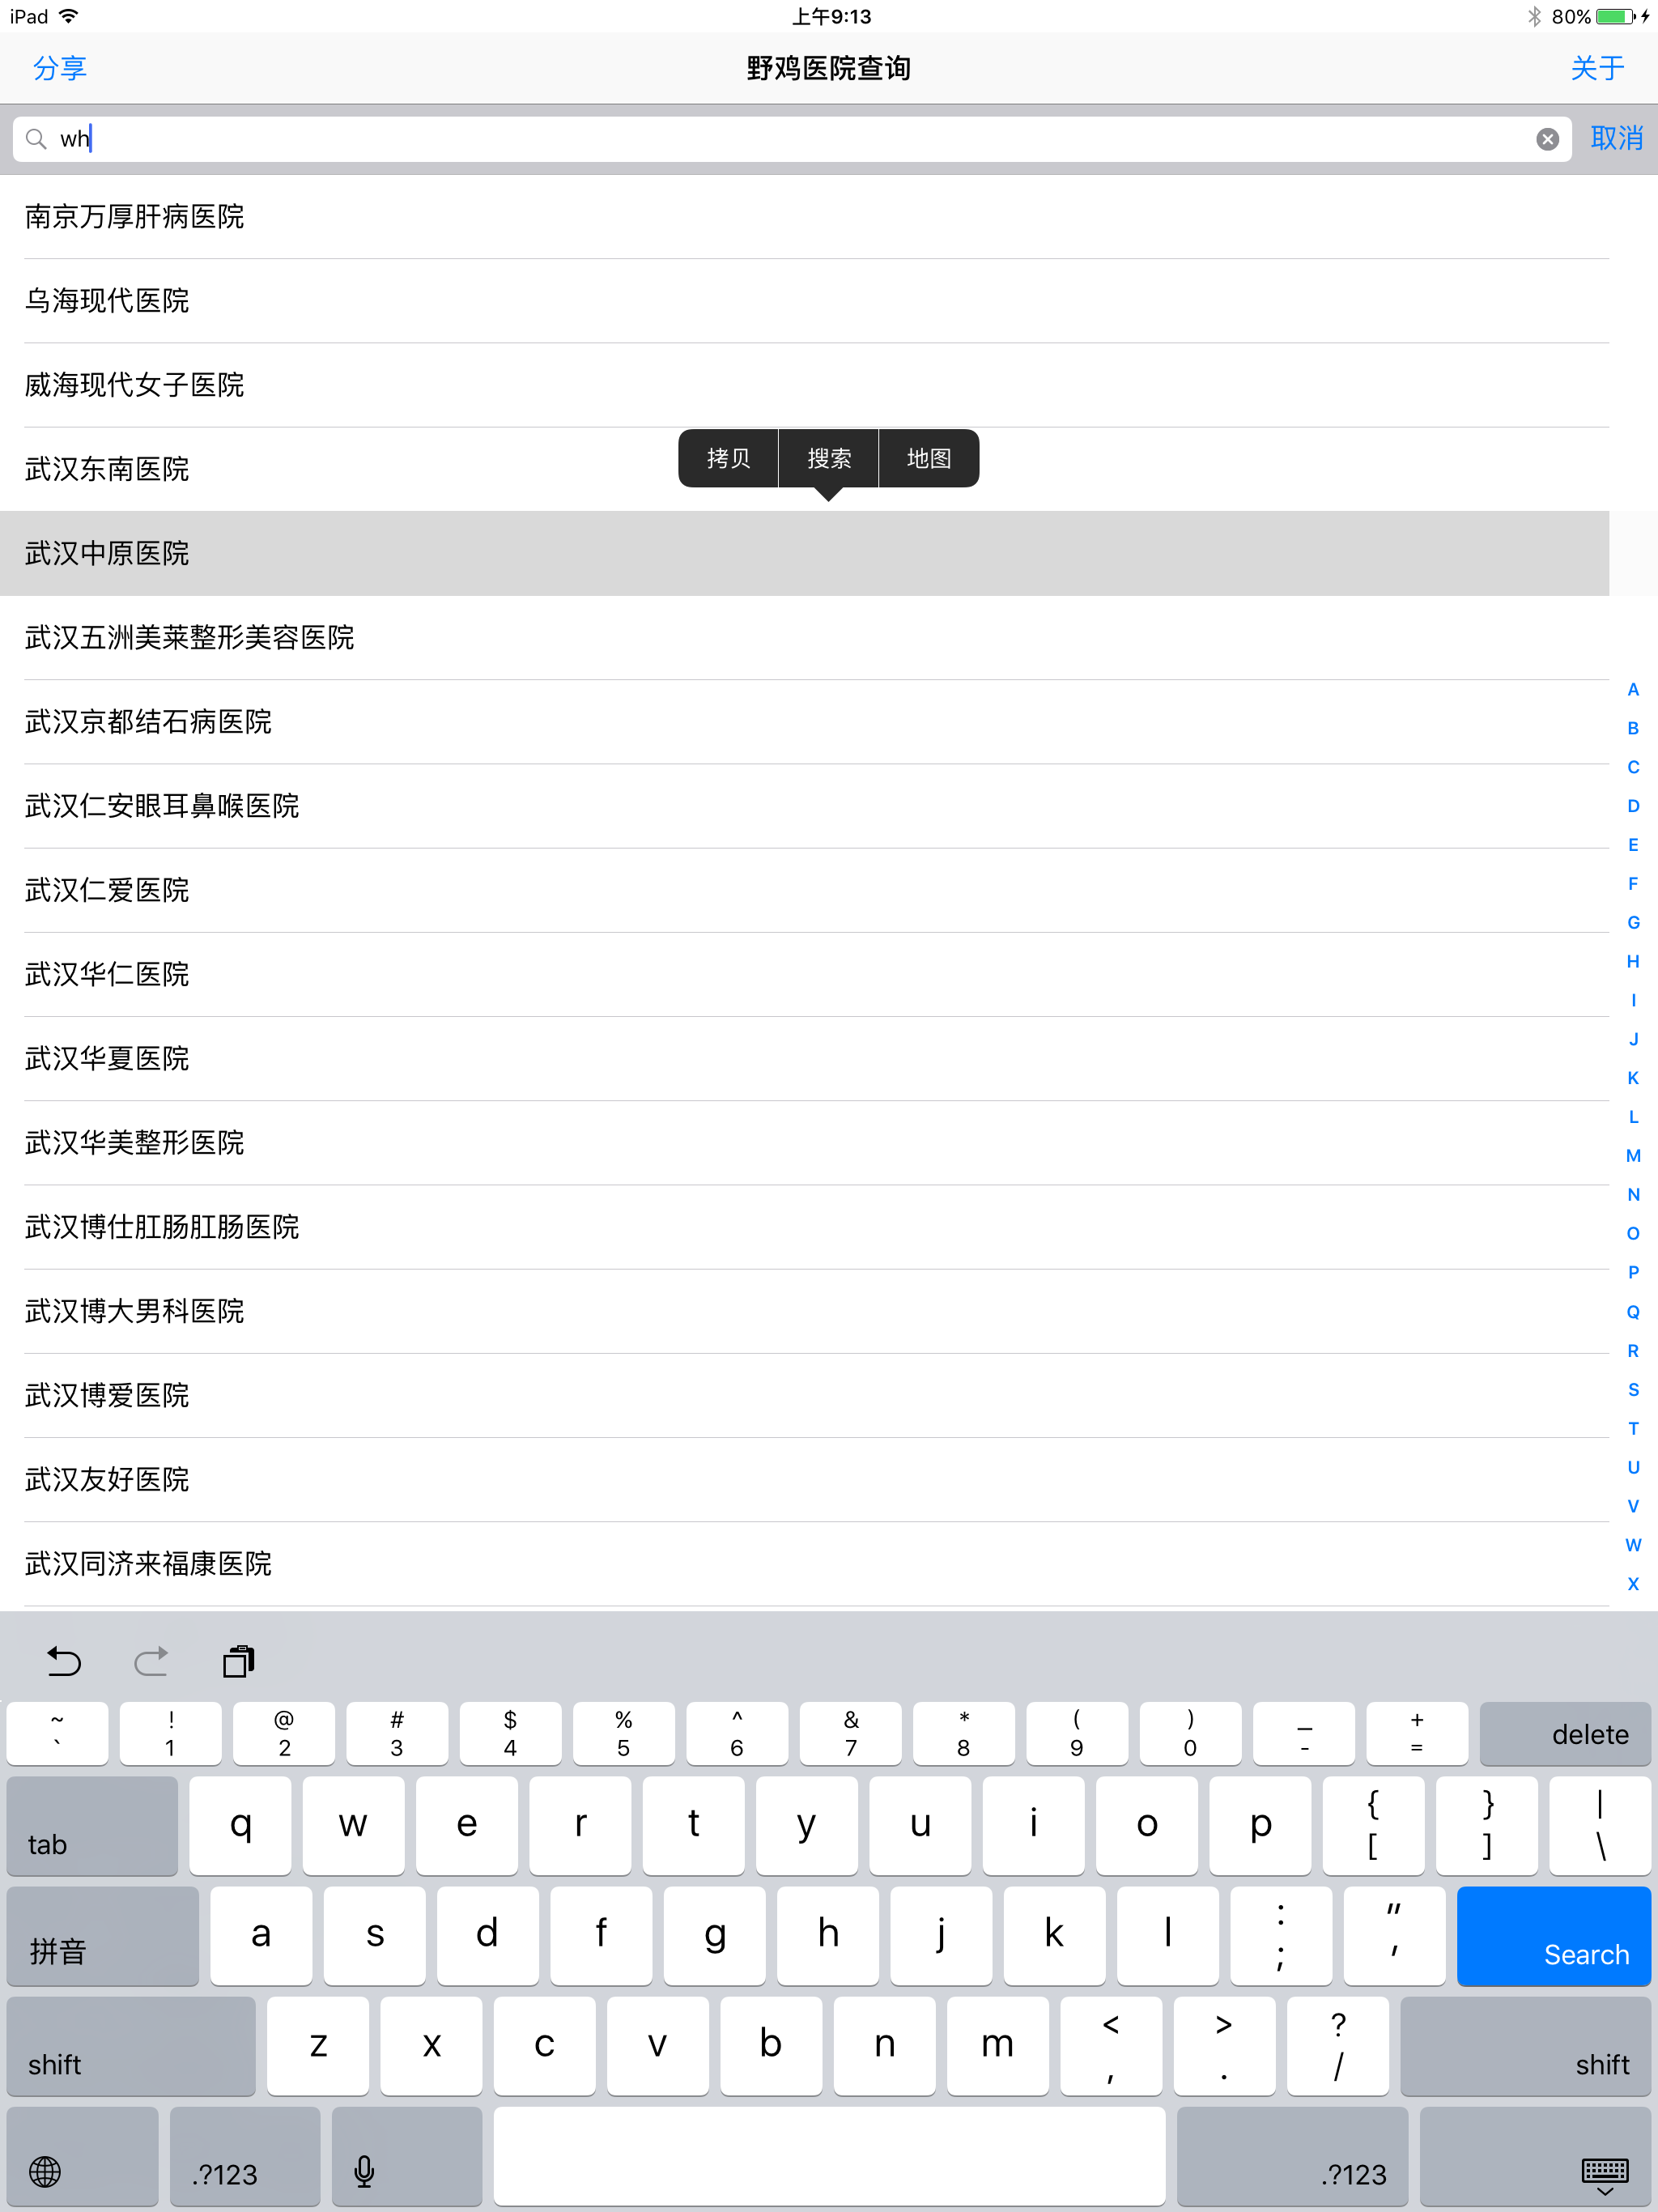 iPad 上午9:13 80%
分享 野鸡医院查询 关于
wh 取消
南京万厚肝病医院
乌海现代医院
威海现代女子医院
拷贝 搜索 地图
武汉东南医院
武汉中原医院
武汉五洲美莱整形美容医院
武汉京都结石病医院
武汉仁安眼耳鼻喉医院
武汉仁爱医院
武汉华仁医院
武汉华夏医院
武汉华美整形医院
武汉博仕肛肠肛肠医院
武汉博大男科医院
武汉博爱医院
武汉友好医院
武汉同济来福康医院
A
B
C
D
E
F
G
H
I
J
K
L
M
N
O
P
Q
R
S
T
U
V
W
X
~ ! @ # $ % ^ & * ( ) _ +
` 1 2 3 4 5 6 7 8 9 0 - = delete
tab q w e r t y u i o p { [ } ] | \
拼音 a s d f g h j k l : ; " ' Search
shift z x c v b n m < , > . ? / shift
.?123 .?123